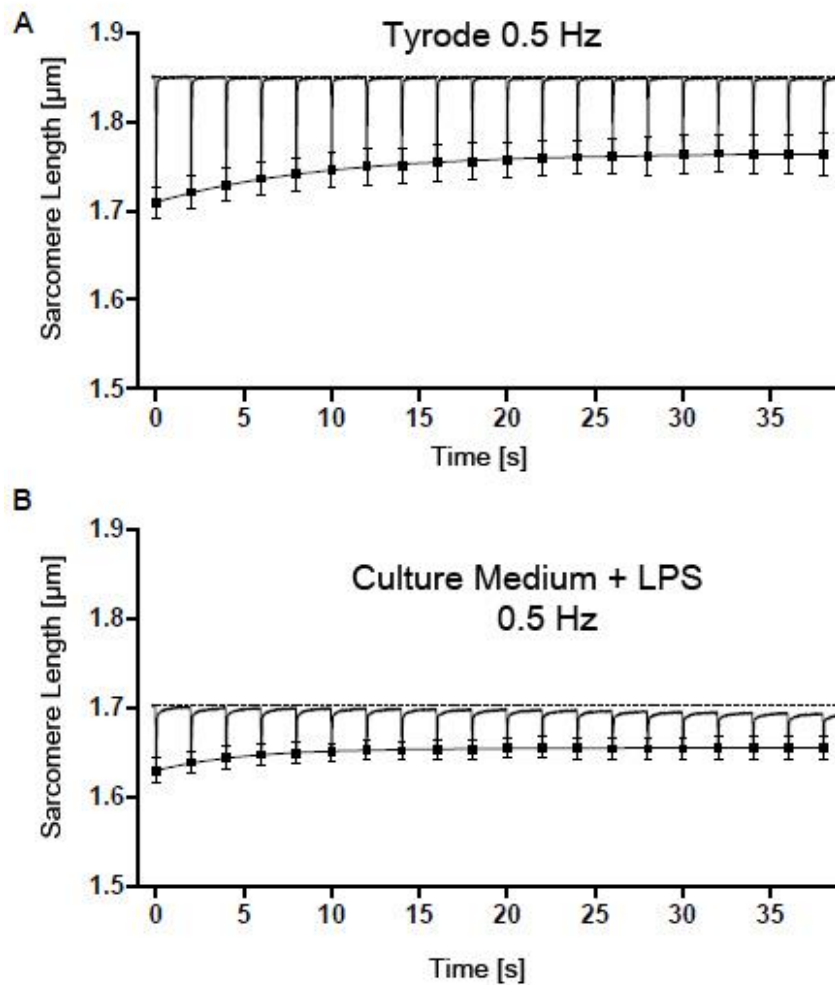 A
Tyrode 0.5 Hz
Sarcomere Length [µm]
1.9
1.8
1.7
1.6
1.5
0 5 10 15 20 25 30 35
Time [s]
B
Culture Medium + LPS
0.5 Hz
Sarcomere Length [µm]
1.9
1.8
1.7
1.6
1.5
0 5 10 15 20 25 30 35
Time [s]